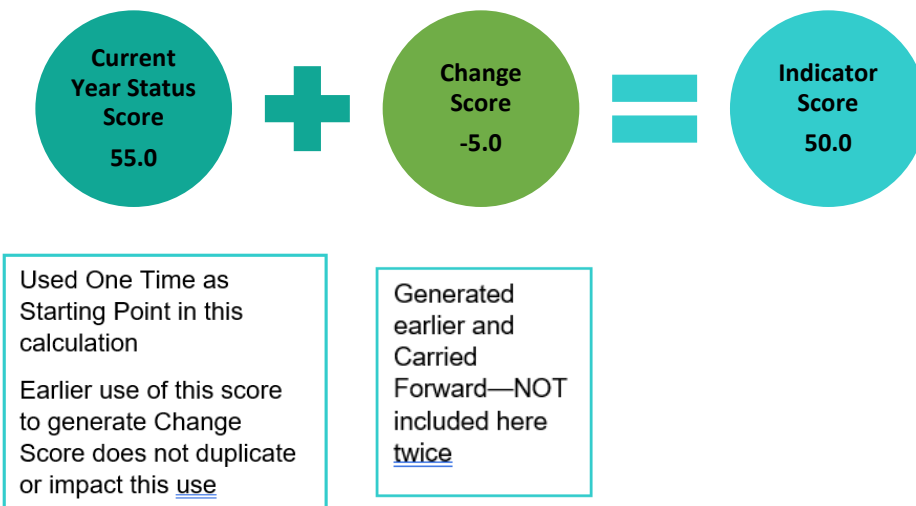 Current
Year Status
Score
55.0
Change
Score
-5.0
Indicator
Score
50.0
Used One Time as
Starting Point in this
calculation
Earlier use of this score
to generate Change
Score does not duplicate
or impact this use
Generated
earlier and
Carried
Forward—NOT
included here
twice